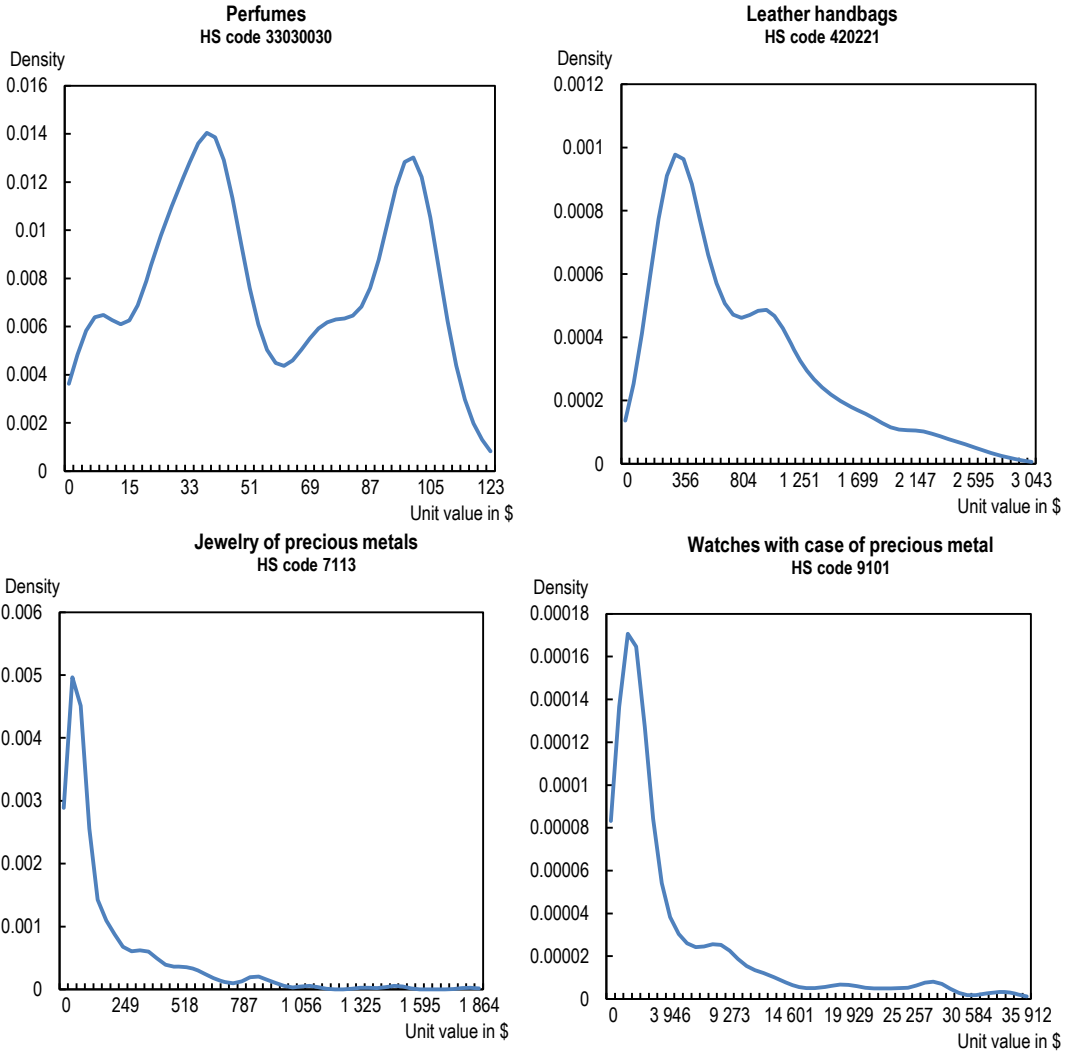 Perfumes
HS code 33030030
Density
0.016
0.014
0.012
0.01
0.008
0.006
0.004
0.002
0
0 15 33 51 69 87 105 123
Unit value in $
Leather handbags
HS code 420221
Density
0.0012
0.001
0.0008
0.0006
0.0004
0.0002
0
0 356 804 1 251 1 699 2 147 2 595 3 043
Unit value in $
Jewelry of precious metals
HS code 7113
Density
0.006
0.005
0.004
0.003
0.002
0.001
0
0 249 518 787 1 056 1 325 1 595 1 864
Unit value in $
Watches with case of precious metal
HS code 9101
Density
0.00018
0.00016
0.00014
0.00012
0.0001
0.00008
0.00006
0.00004
0.00002
0
0 3 946 9 273 14 601 19 929 25 257 30 584 35 912
Unit value in $